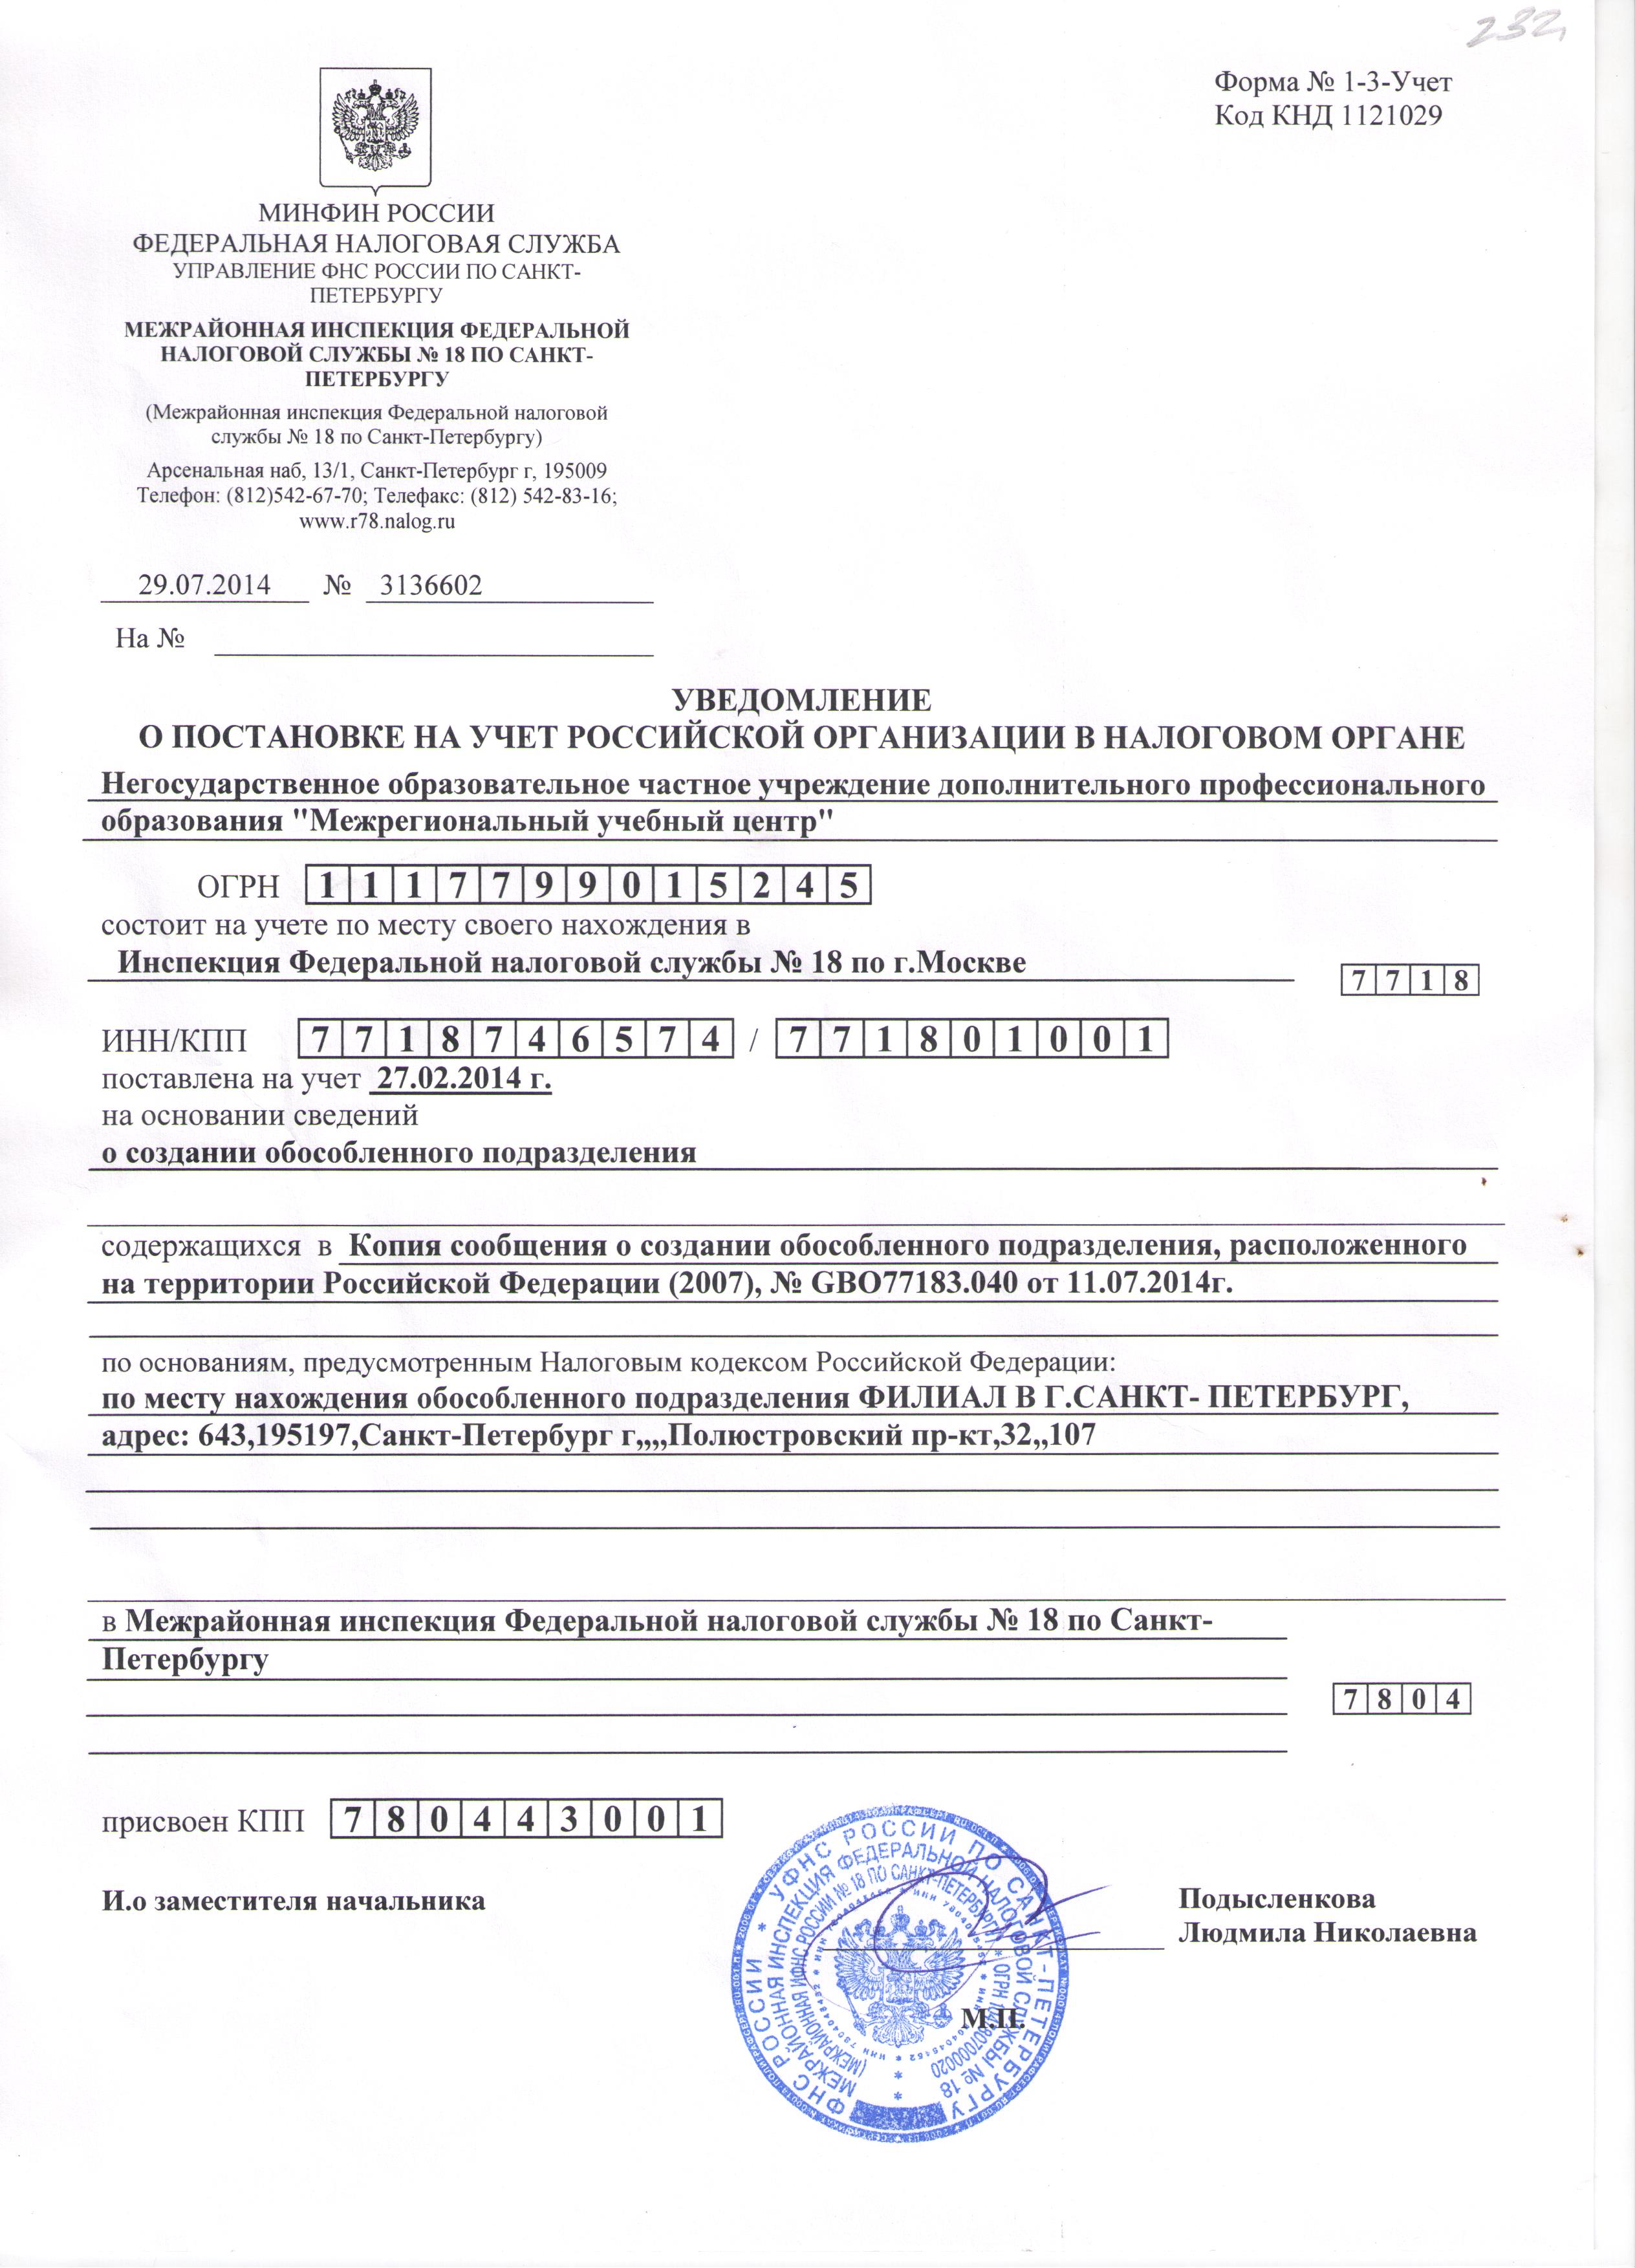 232,
Форма № 1-3-Учет
Код КНД 1121029
МИНФИН РОССИИ
ФЕДЕРАЛЬНАЯ НАЛОГОВАЯ СЛУЖБА
УПРАВЛЕНИЕ ФНС РОССИИ ПО САНКТ-
ПЕТЕРБУРГУ
МЕЖРАЙОННАЯ ИНСПЕКЦИЯ ФЕДЕРАЛЬНОЙ
НАЛОГОВОЙ СЛУЖБЫ № 18 ПО САНКТ-
ПЕТЕРБУРГУ
(Межрайонная инспекция Федеральной налоговой
службы № 18 по Санкт-Петербургу)
Арсенальная наб, 13/1, Санкт-Петербург г, 195009
Телефон: (812)542-67-70; Телефакс: (812) 542-83-16;
www.r78.nalog.ru
29.07.2014 № 3136602
На №
УВЕДОМЛЕНИЕ
О ПОСТАНОВКЕ НА УЧЕТ РОССИЙСКОЙ ОРГАНИЗАЦИИ В НАЛОГОВОМ ОРГАНЕ
Негосударственное образовательное частное учреждение дополнительного профессионального
образования "Межрегиональный учебный центр"
ОГРН 1117799015245
состоит на учете по месту своего нахождения в
Инспекция Федеральной налоговой службы № 18 по г.Москве 7718
ИНН/КПП 7718746574 / 771801001
поставлена на учет 27.02.2014 г.
на основании сведений
о создании обособленного подразделения
содержащихся в Копия сообщения о создании обособленного подразделения, расположенного
на территории Российской Федерации (2007), № GBO77183.040 от 11.07.2014г.
по основаниям, предусмотренным Налоговым кодексом Российской Федерации:
по месту нахождения обособленного подразделения ФИЛИАЛ В Г.САНКТ- ПЕТЕРБУРГ,
адрес: 643,195197,Санкт-Петербург г,,,,Полюстровский пр-кт,32,,107
в Межрайонная инспекция Федеральной налоговой службы № 18 по Санкт-
Петербургу
7804
присвоен КПП 780443001
И.о заместителя начальника
Подысленкова
Людмила Николаевна
М.П.
ФНС РОССИИ * УФНС РОССИИ ПО САНКТ-ПЕТЕРБУРГУ
МЕЖРАЙОННАЯ ИНСПЕКЦИЯ ФЕДЕРАЛЬНОЙ НАЛОГОВОЙ СЛУЖБЫ № 18
(МЕЖРАЙОННАЯ ИФНС РОССИИ № 18 ПО САНКТ-ПЕТЕРБУРГУ) * ОГРН